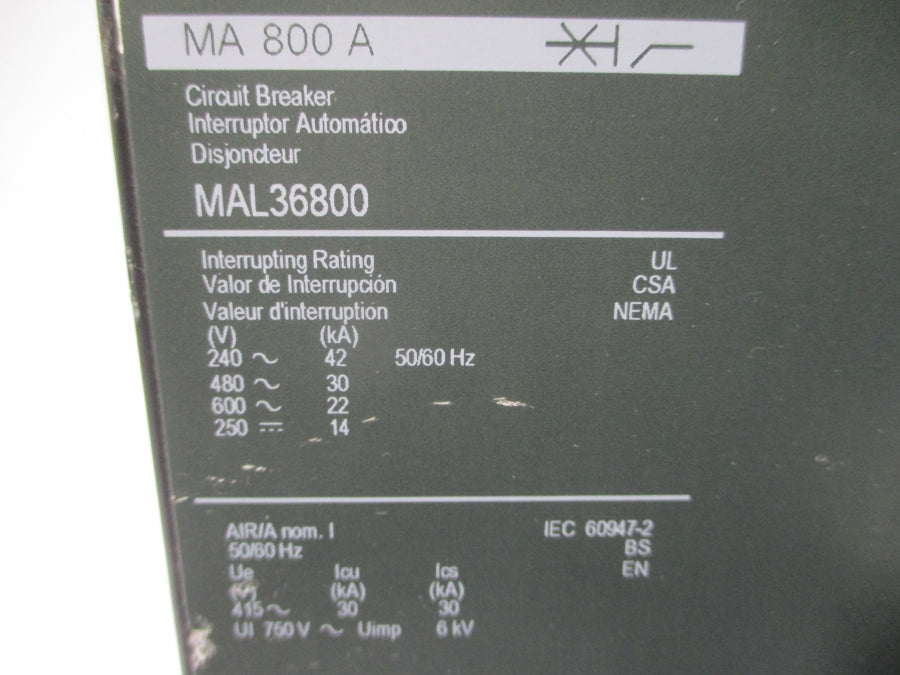 MA 800 A
Circuit Breaker
Interruptor Automático
Disjoncteur
MAL36800
Interrupting Rating UL
Valor de Interrupción CSA
Valeur d'interruption NEMA
(V) (kA)
240 ~ 42 50/60 Hz
480 ~ 30
600 ~ 22
250 ⎓ 14
AIR/A nom. I IEC 60947-2
50/60 Hz BS
Ue Icu Ics EN
(V) (kA) (kA)
415 ~ 30 30
UI 750 V ~ Uimp 6 kV